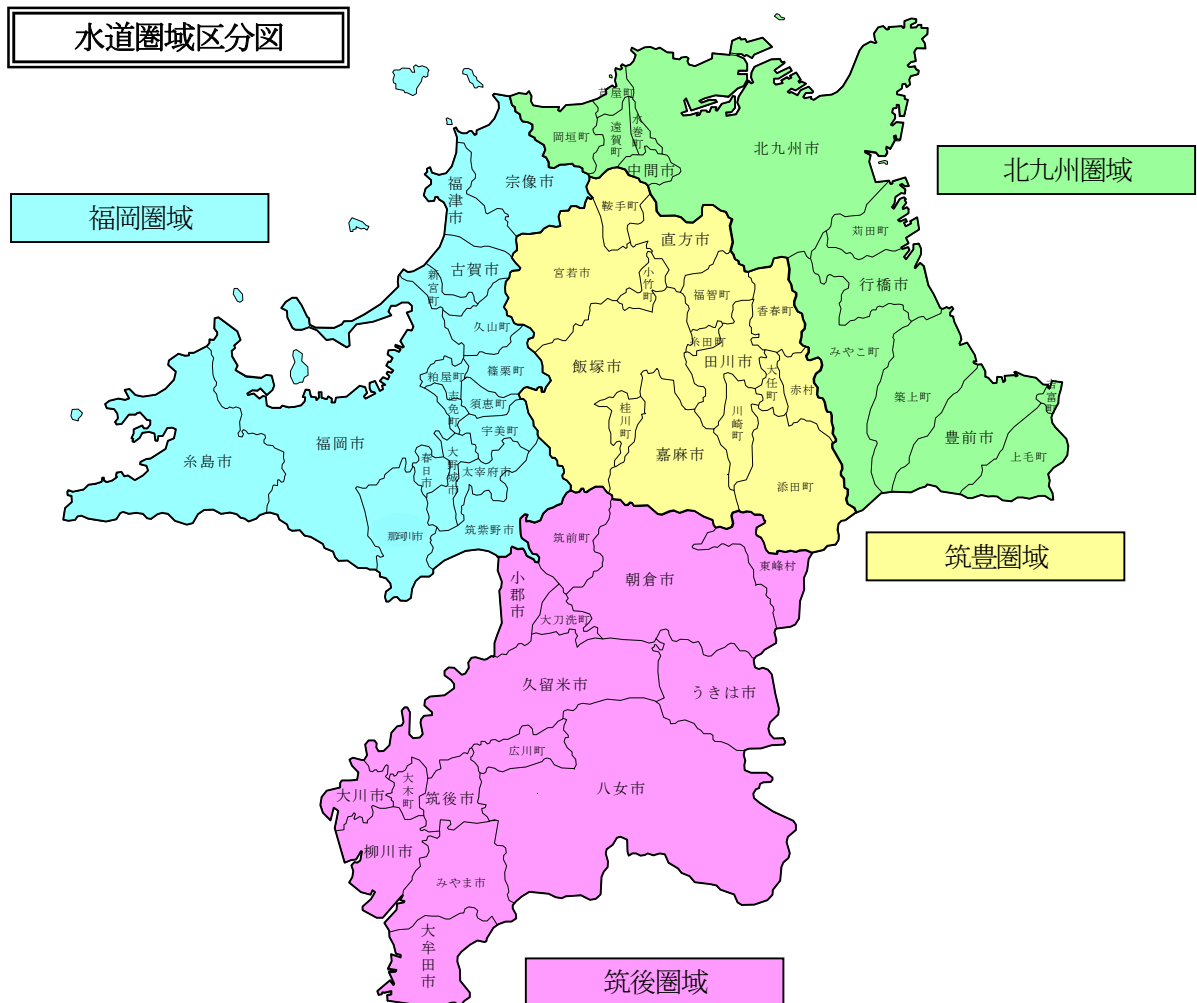 水道圏域区分図
芦屋町
水巻町
遠賀町
岡垣町
北九州市
中間市
北九州圏域
宗像市
福津市
福岡圏域
鞍手町
直方市
苅田町
古賀市
新宮町
宮若市
小竹町
福智町
行橋市
香春町
久山町
糸田町
みやこ町
田川市
飯塚市
篠栗町
粕屋町
大任町
赤村
築上町
志免町
須恵町
桂川町
川崎町
宇美町
豊前市
福岡市
糸島市
春日市
大野城市
太宰府市
嘉麻市
上毛町
添田町
那珂川市
筑紫野市
筑前町
筑豊圏域
東峰村
朝倉市
小郡市
大刀洗町
久留米市
うきは市
広川町
八女市
大川市
大木町
筑後市
柳川市
みやま市
大牟田市
筑後圏域